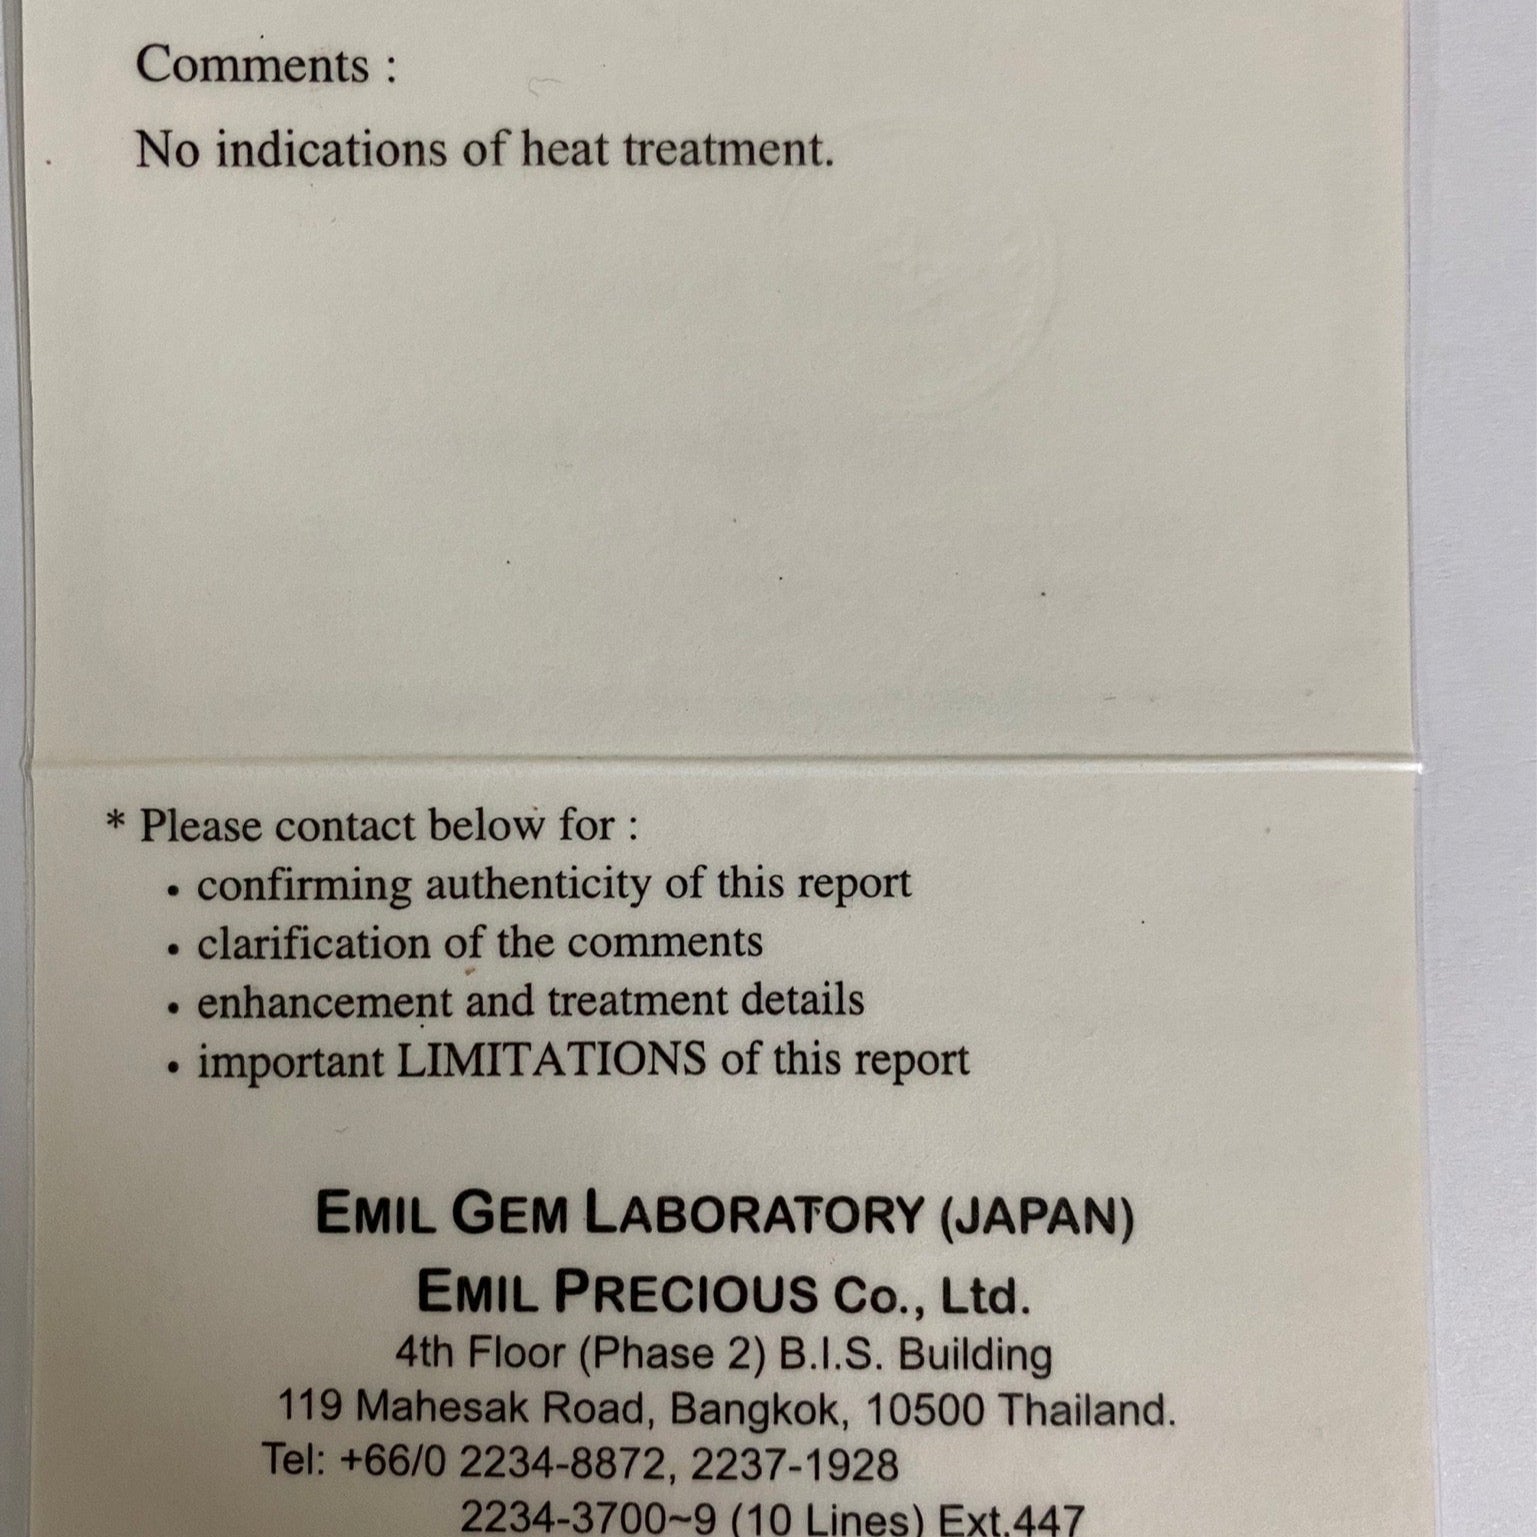 Comments :
No indications of heat treatment.
* Please contact below for :
• confirming authenticity of this report
• clarification of the comments
• enhancement and treatment details
• important LIMITATIONS of this report
EMIL GEM LABORATORY (JAPAN)
EMIL PRECIOUS Co., Ltd.
4th Floor (Phase 2) B.I.S. Building
119 Mahesak Road, Bangkok, 10500 Thailand.
Tel: +66/0 2234-8872, 2237-1928
2234-3700~9 (10 Lines) Ext.447